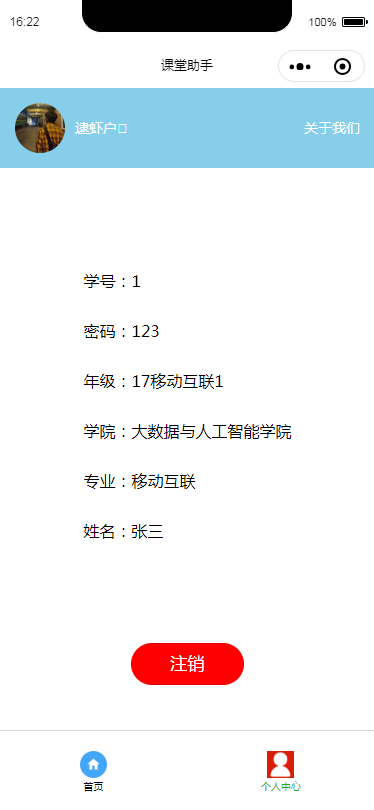 16:22
100%
课堂助手
逮虾户
关于我们
学号：1
密码：123
年级：17移动互联1
学院：大数据与人工智能学院
专业：移动互联
姓名：张三
注销
首页
个人中心